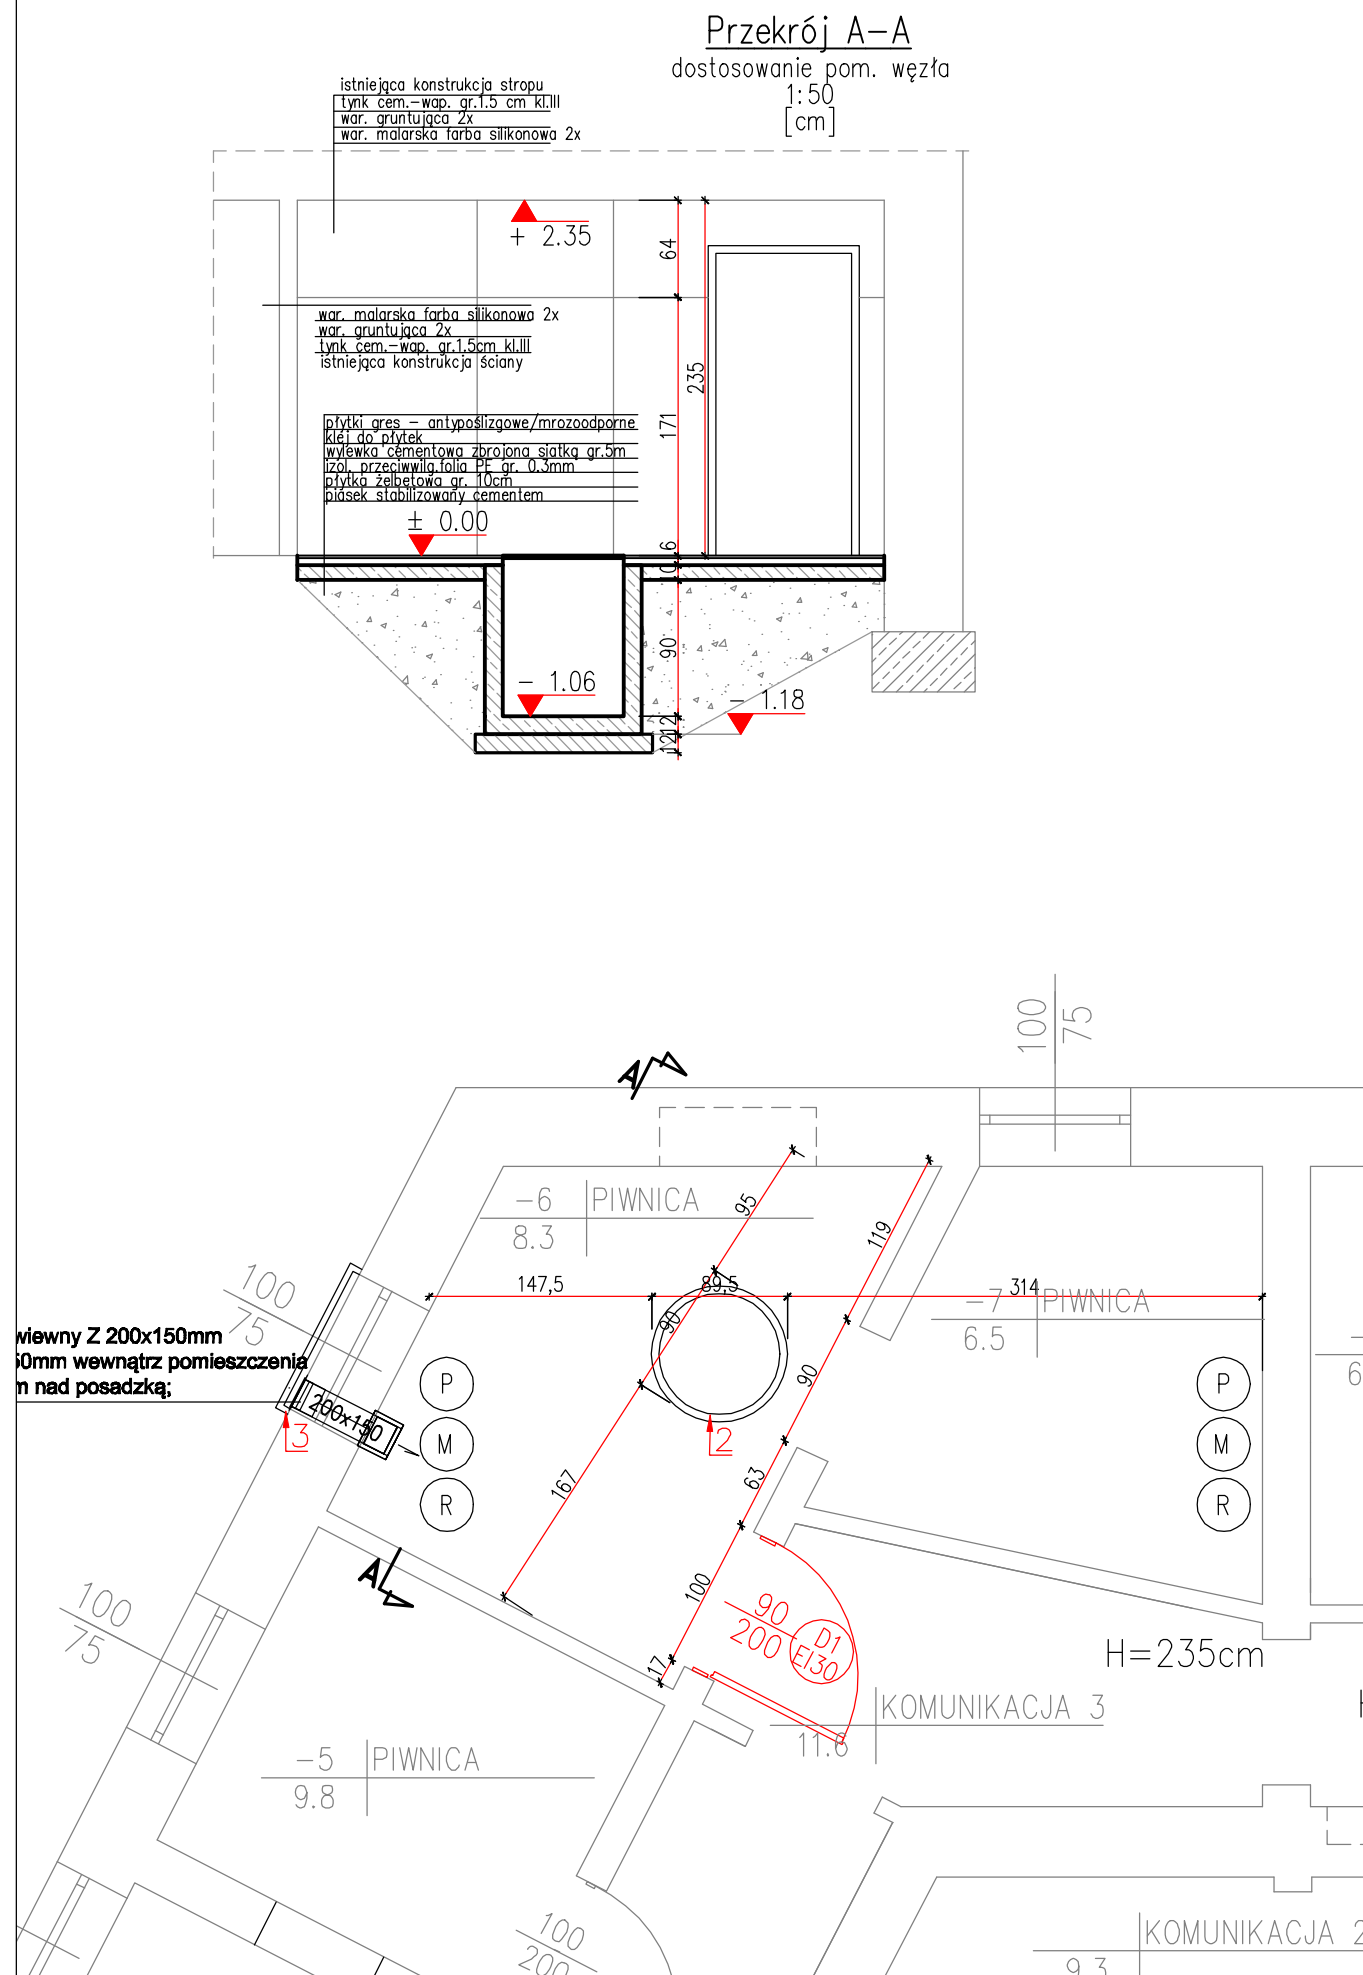 Przekrój A-A
dostosowanie pom. węzła
1:50
[cm]
istniejąca konstrukcja stropu
tynk cem.-wap. gr.1.5 cm kl.III
war. gruntująca 2x
war. malarska farba silikonowa 2x
+ 2.35
64
war. malarska farba silikonowa 2x
war. gruntująca 2x
tynk cem.-wap. gr.1.5cm kl.III
istniejąca konstrukcja ściany
235
171
płytki gres - antypoślizgowe/mrozoodporne
klej do płytek
wylewka cementowa zbrojona siatką gr.5m
izol. przeciwwilg.folia PE gr. 0.3mm
płytka żelbetowa gr. 10cm
piasek stabilizowany cementem
± 0.00
6
10
90
- 1.06
- 1.18
12
12
100
75
A
-6
PIWNICA
8.3
95
1
119
100
75
147,5
89,5
314
-7
PIWNICA
6.5
90
90
wiewny Z 200x150mm
50mm wewnątrz pomieszczenia
m nad posadzką;
200x150
3
2
P
M
R
P
M
R
6
167
63
A
100
100
75
90
200
D1
EI30
17
H=235cm
KOMUNIKACJA 3
11.6
-5
PIWNICA
9.8
100
200
KOMUNIKACJA 2
9.3